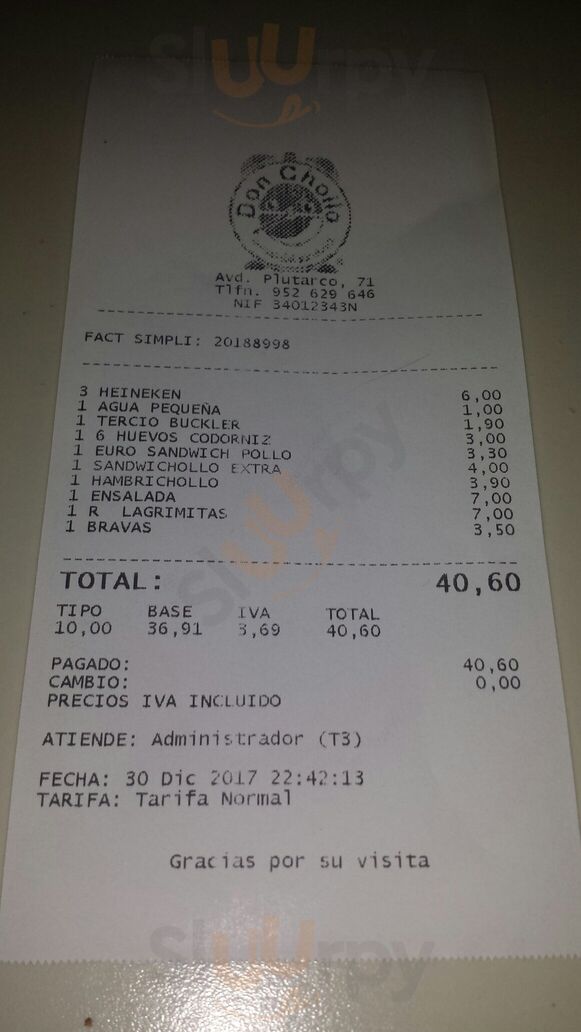 Sluurpy
Don Chollo
Avd. Plutarco, 71
Tlfn. 952 629 646
NIF 34012343N
FACT SIMPLI: 20188998
3 HEINEKEN 6,00
1 AGUA PEQUEÑA 1,00
1 TERCIO BUCKLER 1,90
1 6 HUEVOS CODORNIZ 3,00
1 EURO SANDWICH POLLO 3,30
1 SANDWICHOLLO EXTRA 4,00
1 HAMBRICHOLLO 3,90
1 ENSALADA 7,00
1 R LAGRIMITAS 7,00
1 BRAVAS 3,50
Sluurpy
TOTAL: 40,60
TIPO BASE IVA TOTAL
10,00 36,91 3,69 40,60
PAGADO: 40,60
CAMBIO: 0,00
PRECIOS IVA INCLUIDO
ATIENDE: Administrador (T3)
FECHA: 30 Dic 2017 22:42:13
TARIFA: Tarifa Normal
Gracias por su visita
Sluurpy